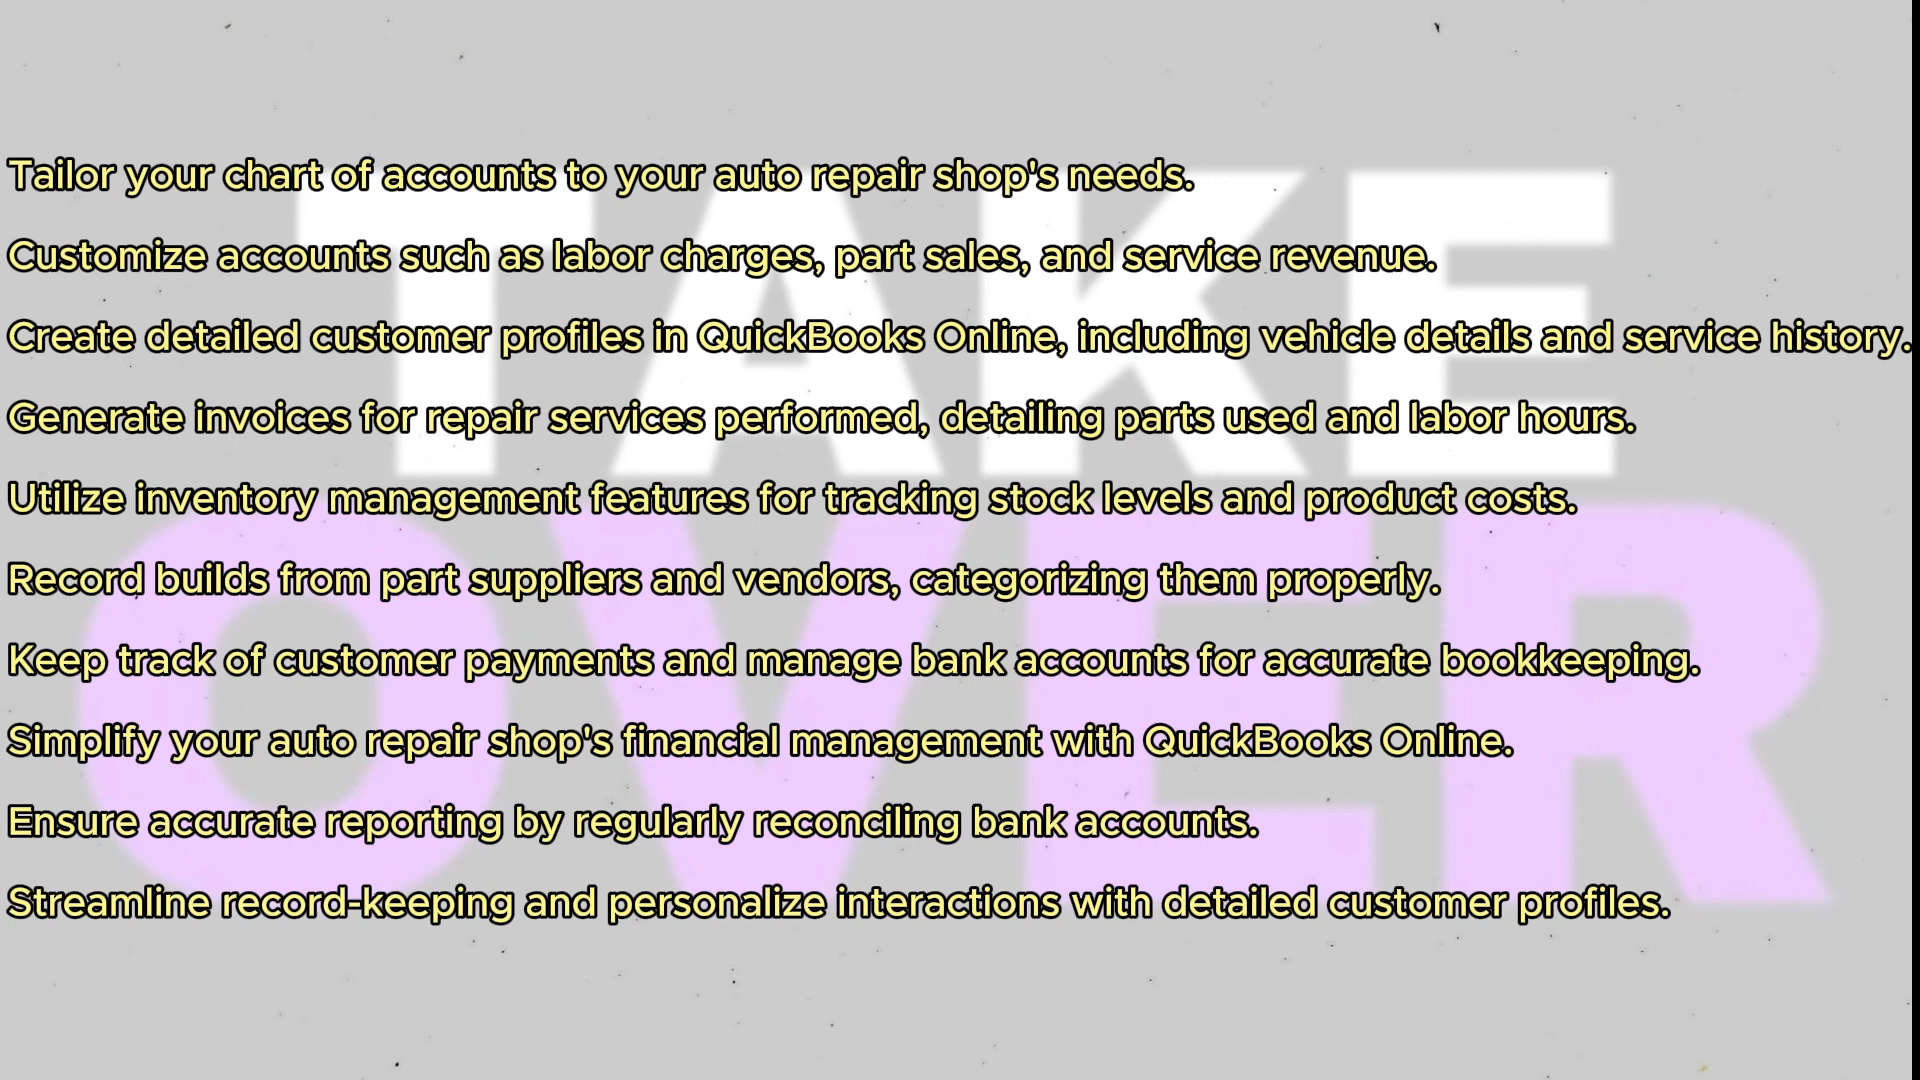 TAKE
OVER
Tailor your chart of accounts to your auto repair shop's needs.
Customize accounts such as labor charges, part sales, and service revenue.
Create detailed customer profiles in QuickBooks Online, including vehicle details and service history.
Generate invoices for repair services performed, detailing parts used and labor hours.
Utilize inventory management features for tracking stock levels and product costs.
Record builds from part suppliers and vendors, categorizing them properly.
Keep track of customer payments and manage bank accounts for accurate bookkeeping.
Simplify your auto repair shop's financial management with QuickBooks Online.
Ensure accurate reporting by regularly reconciling bank accounts.
Streamline record-keeping and personalize interactions with detailed customer profiles.